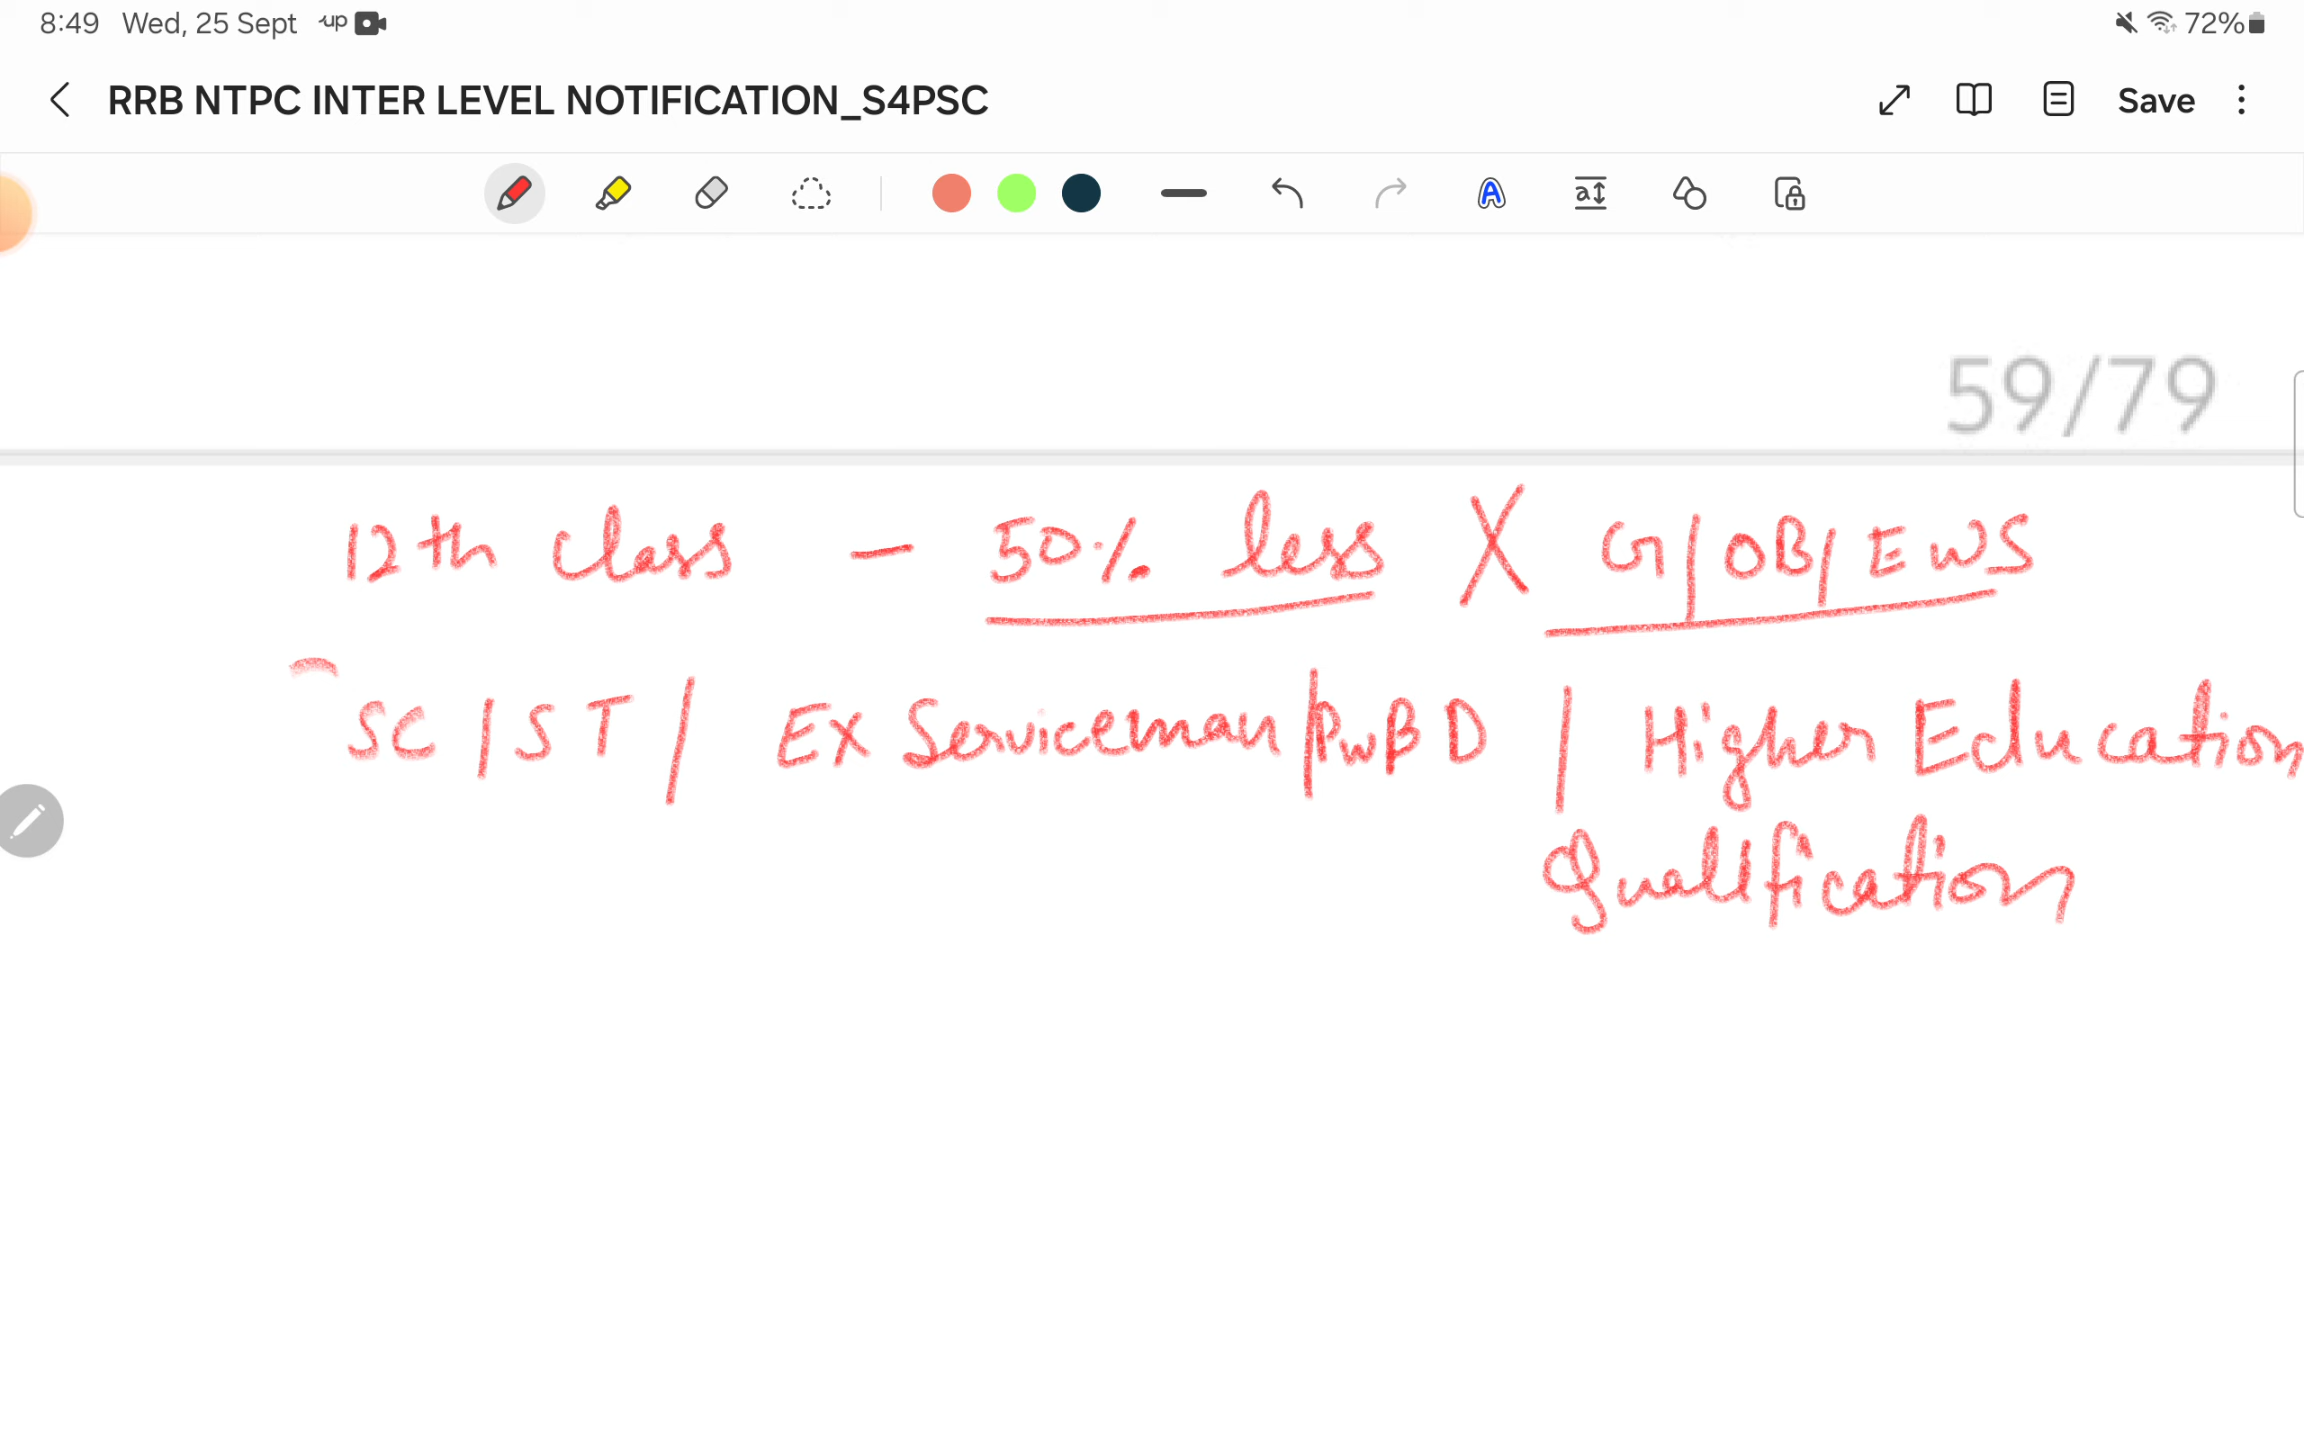 8:49 Wed, 25 Sept up 72%
RRB NTPC INTER LEVEL NOTIFICATION_S4PSC Save
A a
59/79
12th class - 50% less X G/OB/EWS
SC/ST/ EX Serviceman/PwBD / Higher Education
Qualification